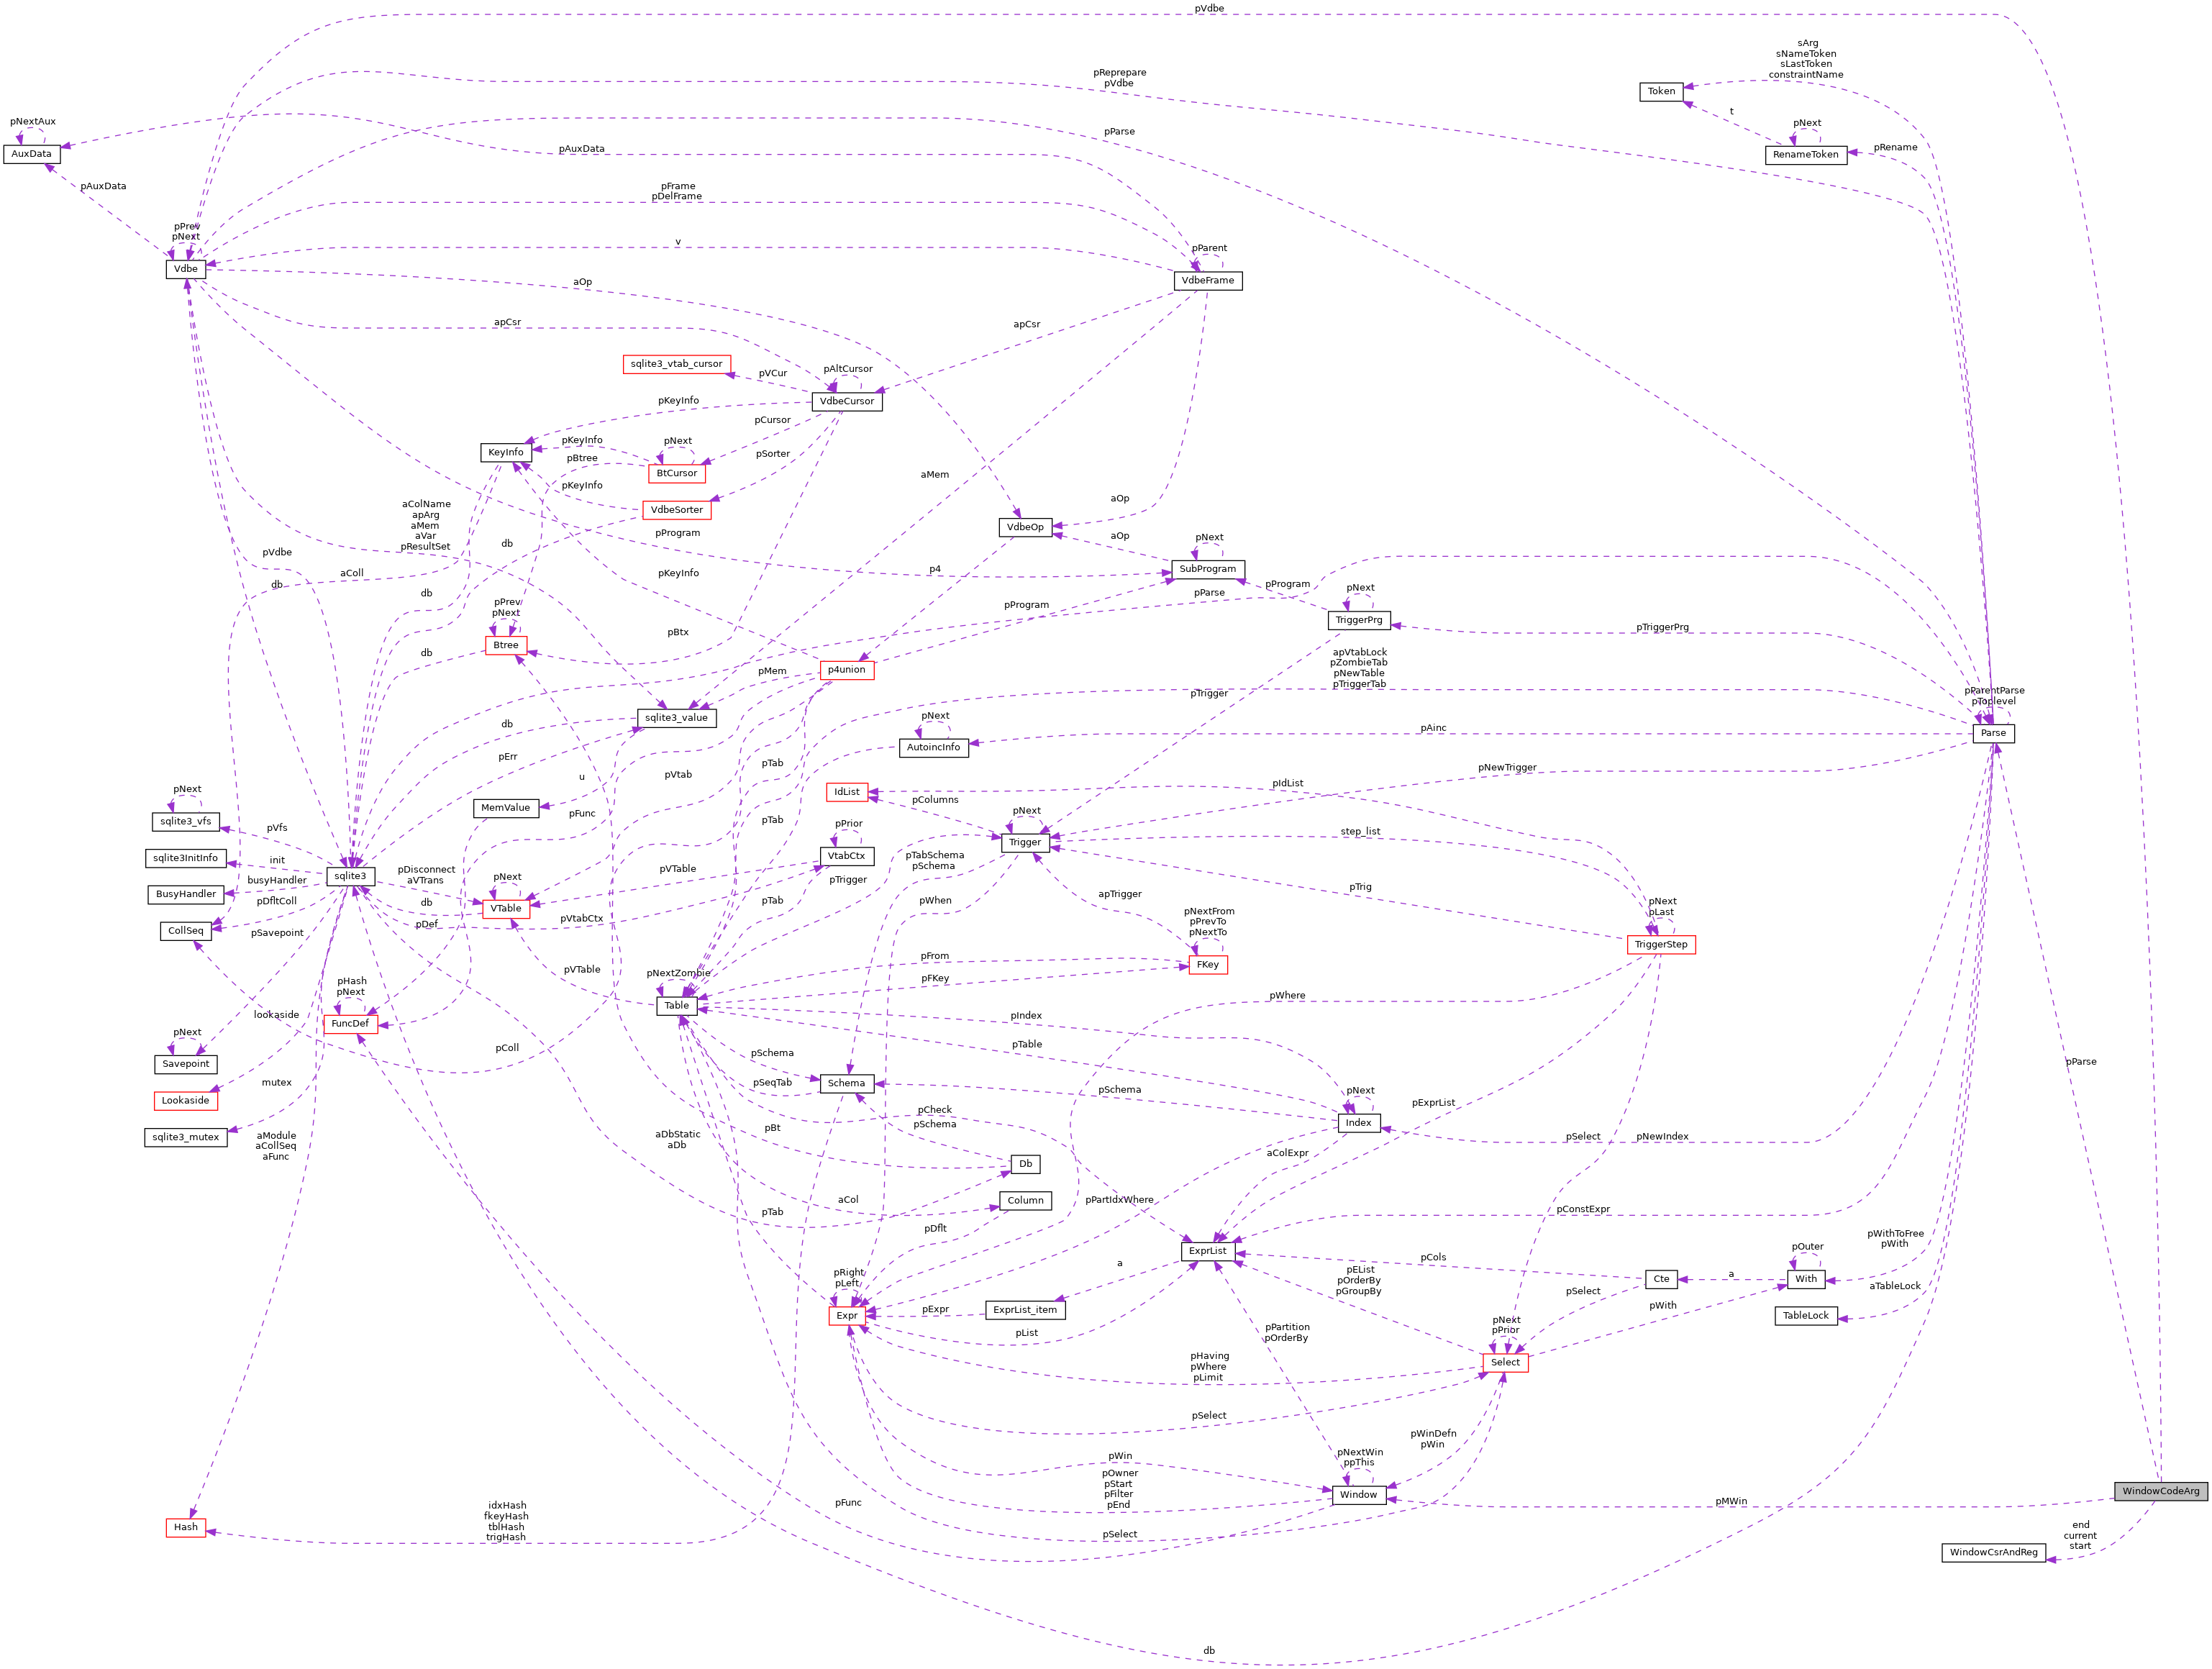 pVdbe
sArg
sNameToken
sLastToken
constraintName
pReprepare
pVdbe
Token
t
pNextAux
pNext
pParse
pRename
AuxData
pAuxData
RenameToken
pAuxData
pFrame
pDelFrame
pPrev
pNext
v
pParent
Vdbe
VdbeFrame
aOp
apCsr
apCsr
sqlite3_vtab_cursor
pVCur
pAltCursor
VdbeCursor
pKeyInfo
pCursor
KeyInfo
pKeyInfo
pNext
pBtree
BtCursor
pSorter
aMem
pKeyInfo
VdbeSorter
aOp
aColName
apArg
aMem
aVar
pResultSet
VdbeOp
pProgram
aOp
pNext
pVdbe
db
SubProgram
p4
db
aColl
pKeyInfo
pProgram
pNext
db
pParse
pPrev
pNext
pProgram
TriggerPrg
pBtx
pTriggerPrg
Btree
db
apVtabLock
pZombieTab
pNewTable
pTriggerTab
p4union
pMem
pTrigger
pParentParse
pToplevel
sqlite3_value
db
pNext
pAinc
Parse
AutoincInfo
pErr
pTab
u
pVtab
pNewTrigger
pNext
IdList
pIdList
MemValue
pFunc
pColumns
pNext
sqlite3_vfs
pVfs
pTab
pPrior
step_list
Trigger
sqlite3InitInfo
init
VtabCtx
pTabSchema
pSchema
sqlite3
pDisconnect
aVTrans
pVTable
pNext
pTrigger
pTrig
BusyHandler
busyHandler
pDfltColl
db
VTable
pTab
pWhen
apTrigger
pNext
pLast
pNextFrom
pPrevTo
pNextTo
CollSeq
pSavepoint
pDef
pVtabCtx
TriggerStep
pFrom
FKey
pVTable
pNextZombie
pFKey
pHash
pNext
Table
pWhere
lookaside
FuncDef
pIndex
pNext
pColl
pTable
Savepoint
pSchema
pParse
mutex
pSeqTab
Schema
pSchema
pNext
Lookaside
pCheck
pExprList
pSchema
Index
sqlite3_mutex
aModule
aCollSeq
aFunc
aDbStatic
aDb
pBt
pSelect
pNewIndex
aColExpr
Db
aCol
Column
pPartIdxWhere
pTab
pConstExpr
pDflt
pWithToFree
pWith
ExprList
pOuter
pCols
a
pRight
pLeft
pEList
pOrderBy
pGroupBy
Cte
a
With
aTableLock
pSelect
Expr
pExpr
ExprList_item
pWith
TableLock
pList
pPartition
pOrderBy
pNext
pPrior
pHaving
pWhere
pLimit
Select
pSelect
pWinDefn
pWin
pWin
pNextWin
ppThis
pOwner
pStart
pFilter
pEnd
Window
WindowCodeArg
pMWin
pFunc
idxHash
fkeyHash
tblHash
trigHash
Hash
pSelect
end
current
start
WindowCsrAndReg
db